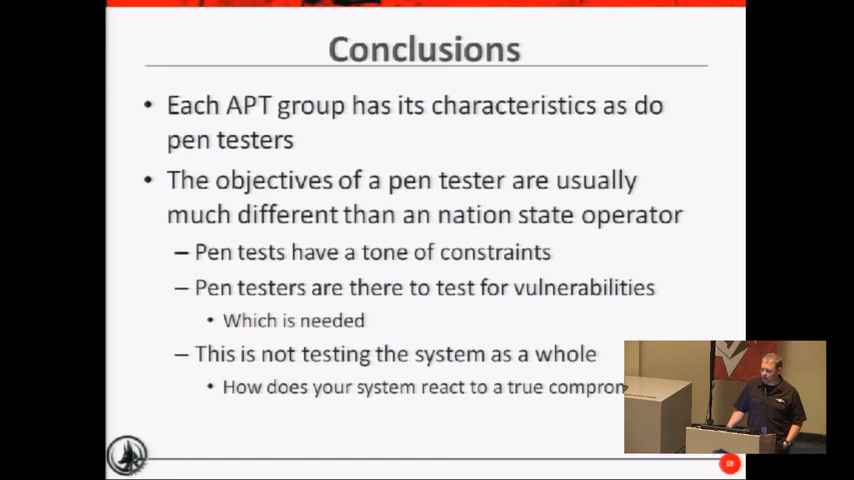 Conclusions
• Each APT group has its characteristics as do
pen testers
• The objectives of a pen tester are usually
much different than an nation state operator
– Pen tests have a tone of constraints
– Pen testers are there to test for vulnerabilities
• Which is needed
– This is not testing the system as a whole
• How does your system react to a true comprom